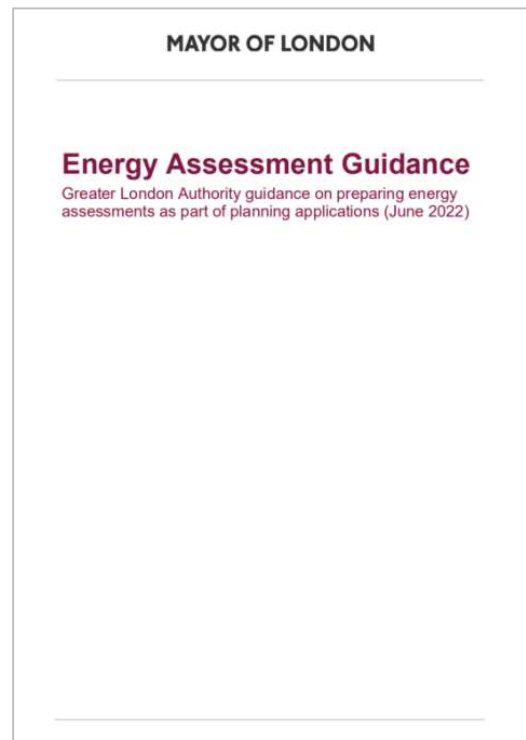 MAYOR OF LONDON
Energy Assessment Guidance
Greater London Authority guidance on preparing energy
assessments as part of planning applications (June 2022)